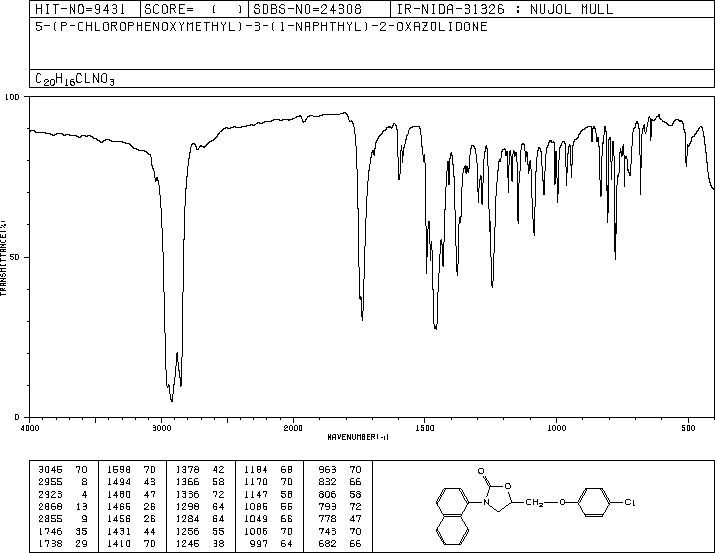 HIT-NO=9431 SCORE= ( ) SDBS-NO=24308 IR-NIDA-31326 : NUJOL MULL
5-(P-CHLOROPHENOXYMETHYL)-3-(1-NAPHTHYL)-2-OXAZOLIDONE
C20H16CLNO3
100
50
0
TRANSMITTANCE(%)
4000 3000 2000 1500 1000 500
WAVENUMBER(-1)
3045 70 1598 70 1378 42 1184 68 963 70
2955 8 1494 43 1366 58 1170 70 832 66
2923 4 1480 47 1336 72 1147 58 806 58
2868 13 1465 26 1298 64 1086 55 793 72
2855 9 1456 26 1284 64 1049 66 778 47
1746 35 1431 44 1256 55 1006 70 743 70
1738 29 1410 70 1245 38 997 64 682 66
O
O
N
CH2
O
Cl